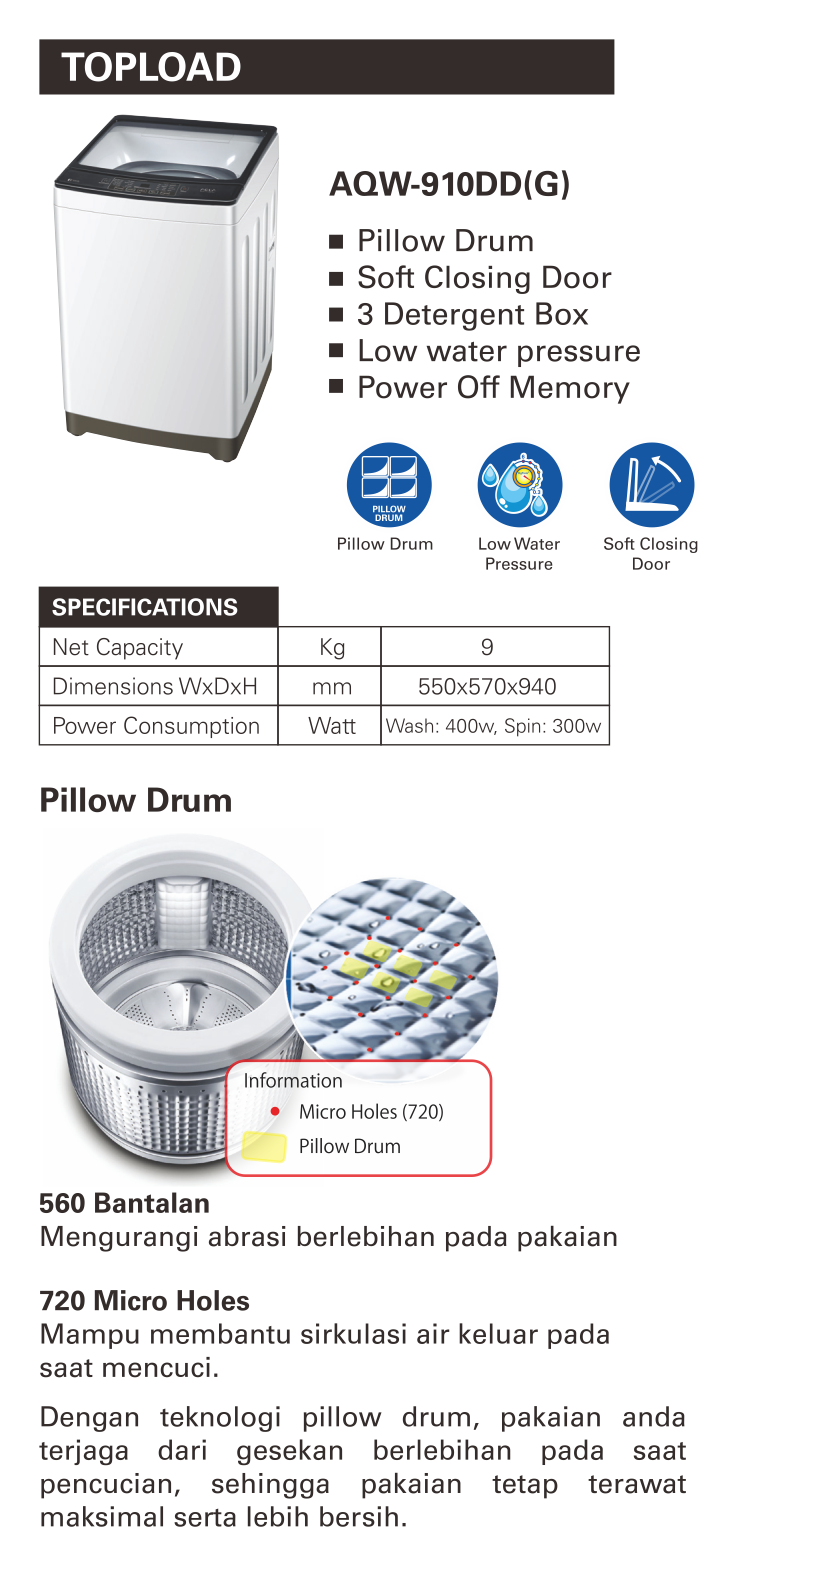 TOPLOAD
AQW-910DD(G)
Pillow Drum
Soft Closing Door
3 Detergent Box
Low water pressure
Power Off Memory
PILLOW
DRUM
Pillow Drum
Low Water
Pressure
Soft Closing
Door
SPECIFICATIONS
Net Capacity Kg 9
Dimensions WxDxH mm 550x570x940
Power Consumption Watt Wash: 400w, Spin: 300w
Pillow Drum
Information
Micro Holes (720)
Pillow Drum
560 Bantalan
Mengurangi abrasi berlebihan pada pakaian
720 Micro Holes
Mampu membantu sirkulasi air keluar pada
saat mencuci.
Dengan teknologi pillow drum, pakaian anda
terjaga dari gesekan berlebihan pada saat
pencucian, sehingga pakaian tetap terawat
maksimal serta lebih bersih.